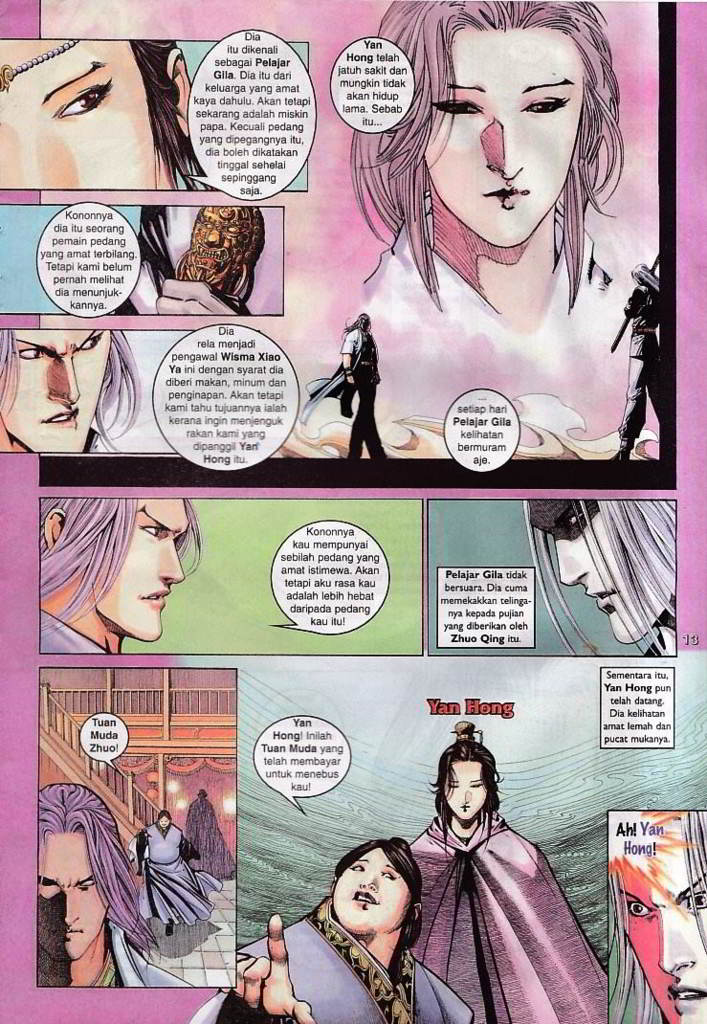 Dia
itu dikenali
sebagai Pelajar
Gila. Dia itu dari
keluarga yang amat
kaya dahulu. Akan tetapi
sekarang adalah miskin
papa. Kecuali pedang
yang dipegangnya itu,
dia boleh dikatakan
tinggal sehelai
sepinggang
saja.
Yan
Hong telah
jatuh sakit dan
mungkin tidak
akan hidup
lama. Sebab
itu...
Kononnya
dia itu seorang
pemain pedang
yang amat terbilang.
Tetapi kami belum
pernah melihat
dia menunjuk-
kannya.
Dia
rela menjadi
pengawal Wisma Xiao
Ya ini dengan syarat dia
diberi makan, minum dan
penginapan. Akan tetapi
kami tahu tujuannya ialah
kerana ingin menjenguk
rakan kami yang
dipanggil Yan
Hong itu.
... setiap hari
Pelajar Gila
kelihatan
bermuram
aje.
Kononnya
kau mempunyai
sebilah pedang yang
amat istimewa. Akan
tetapi aku rasa kau
adalah lebih hebat
daripada pedang
kau itu!
Pelajar Gila tidak
bersuara. Dia cuma
memekakkan telinga-
nya kepada pujian
yang diberikan oleh
Zhuo Qing itu.
13
Tuan
Muda
Zhuo!
Yan
Hong! Inilah
Tuan Muda yang
telah membayar
untuk menebus
kau!
Yan Hong
Sementara itu,
Yan Hong pun
telah datang.
Dia kelihatan
amat lemah dan
pucat mukanya.
Ah! Yan
Hong!